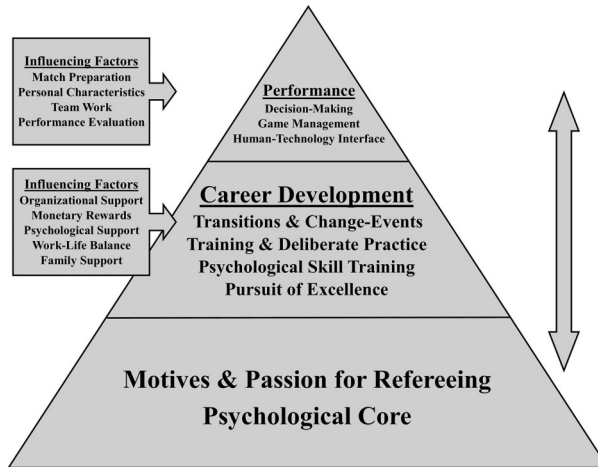 Influencing Factors
Match Preparation
Personal Characteristics
Team Work
Performance Evaluation
Performance
Decision-Making
Game Management
Human-Technology Interface
Influencing Factors
Organizational Support
Monetary Rewards
Psychological Support
Work-Life Balance
Family Support
Career Development
Transitions & Change-Events
Training & Deliberate Practice
Psychological Skill Training
Pursuit of Excellence
Motives & Passion for Refereeing
Psychological Core